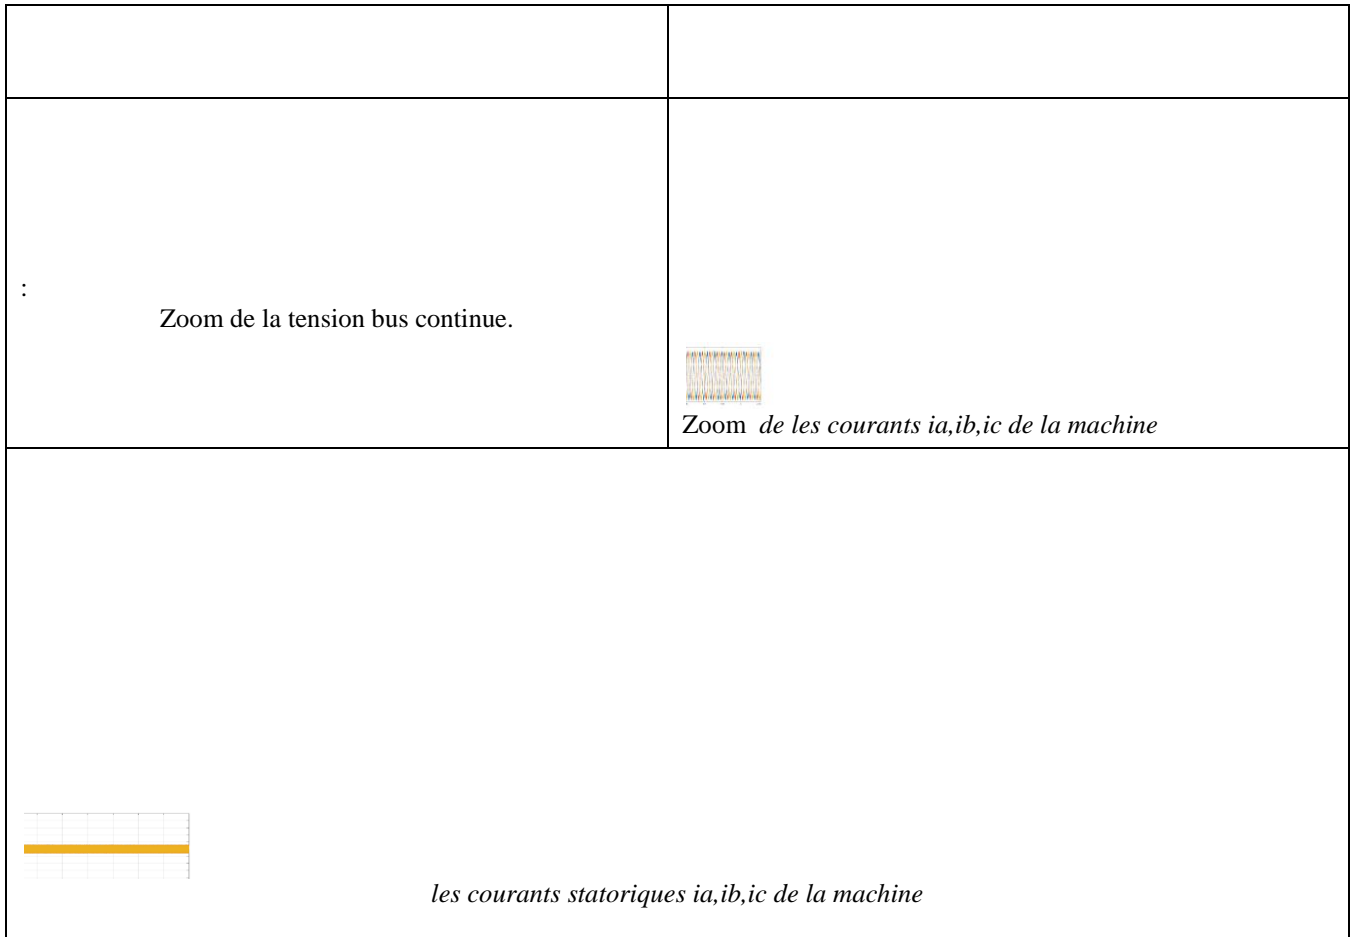 :
Zoom de la tension bus continue.
Zoom de les courants ia,ib,ic de la machine
les courants statoriques ia,ib,ic de la machine